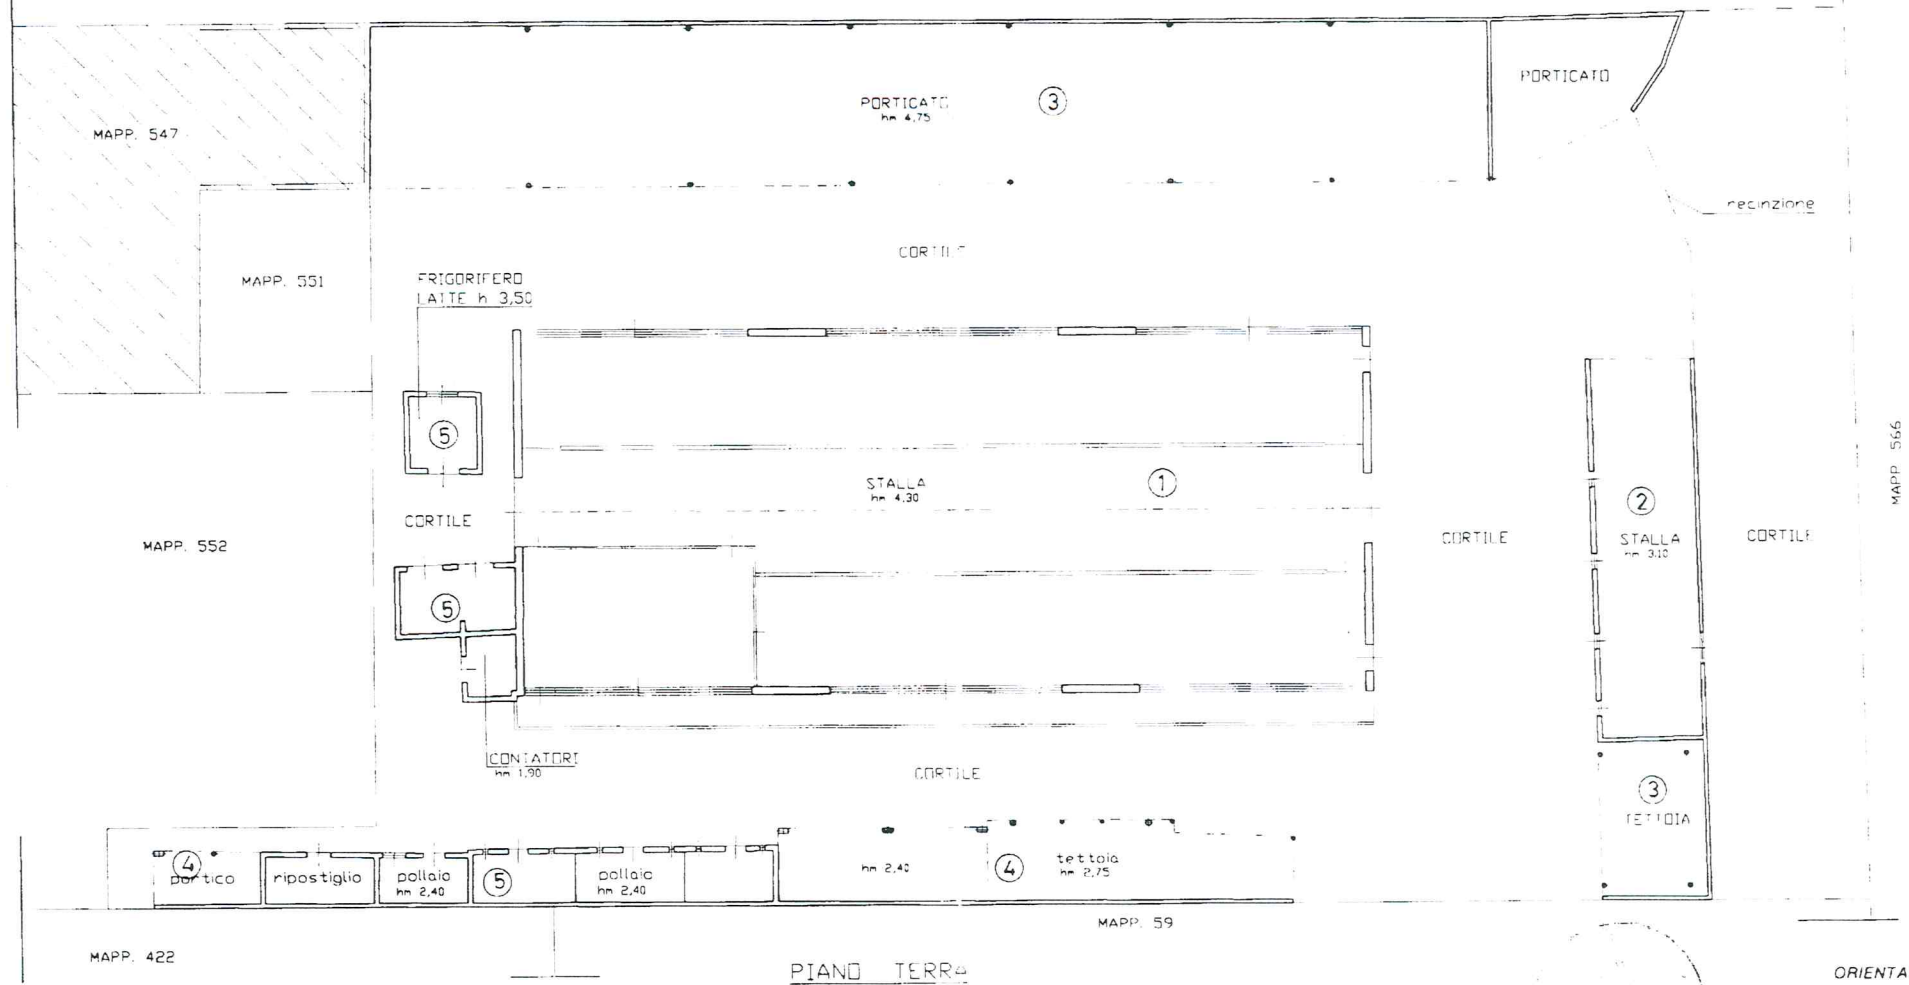 PORTICATO
MAPP. 547
PORTICATO
hm 4,75
3
recinzione
CORTILE
MAPP. 551
FRIGORIFERO
LATTE h 3,50
5
MAPP 566
STALLA
hm 4,30
1
2
CORTILE
MAPP. 552
CORTILE
STALLA
hm 3,10
CORTILE
5
CONTATORI
hm 1,90
CORTILE
3
TETTOIA
4
portico
ripostiglio
pollaio
hm 2,40
5
pollaio
hm 2,40
hm 2,40
4
tettoia
hm 2,75
MAPP. 59
MAPP. 422
PIANO TERRA
ORIENTA